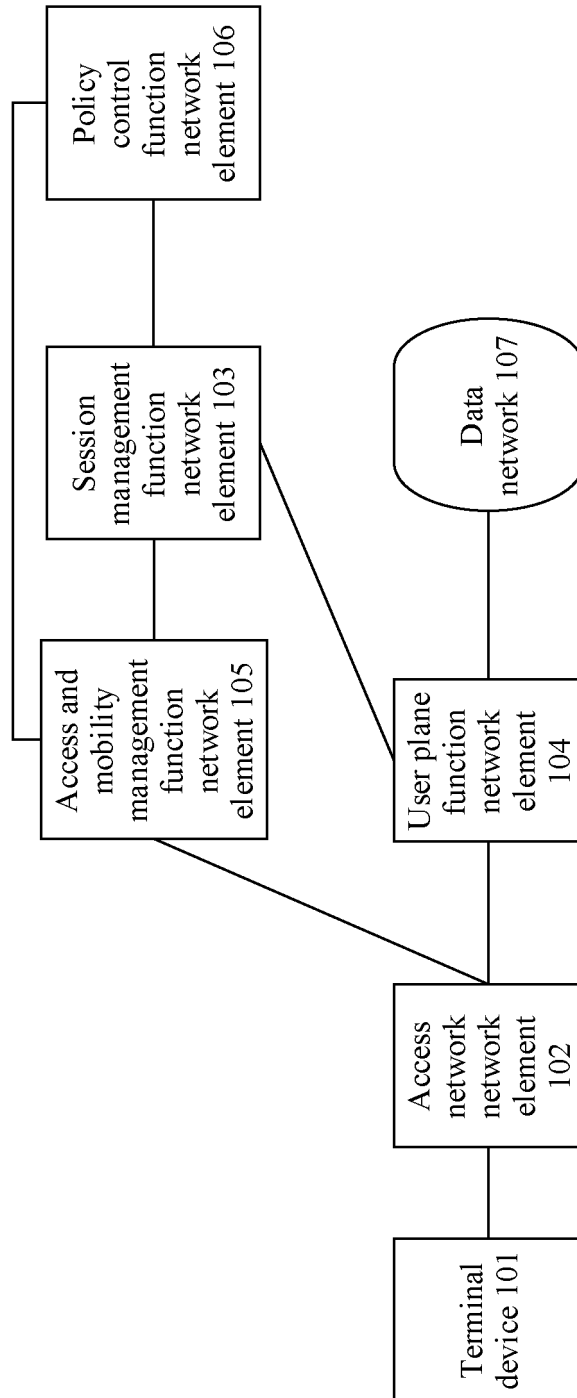 Access and
mobility
management
function
network
element 105
Session
management
function
network
element 103
Policy
control
function
network
element 106
Terminal
device 101
Access
network
network
element
102
User plane
function
network
element
104
Data
network 107